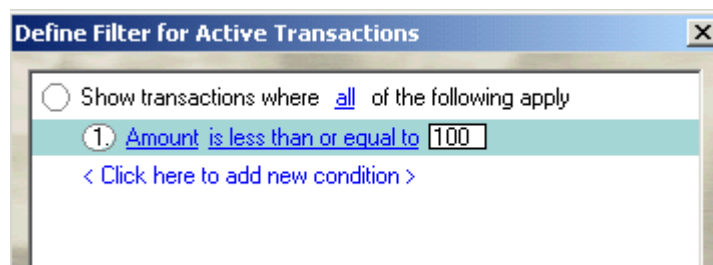 Define Filter for Active Transactions
Show transactions where all of the following apply
1. Amount is less than or equal to 100
< Click here to add new condition >